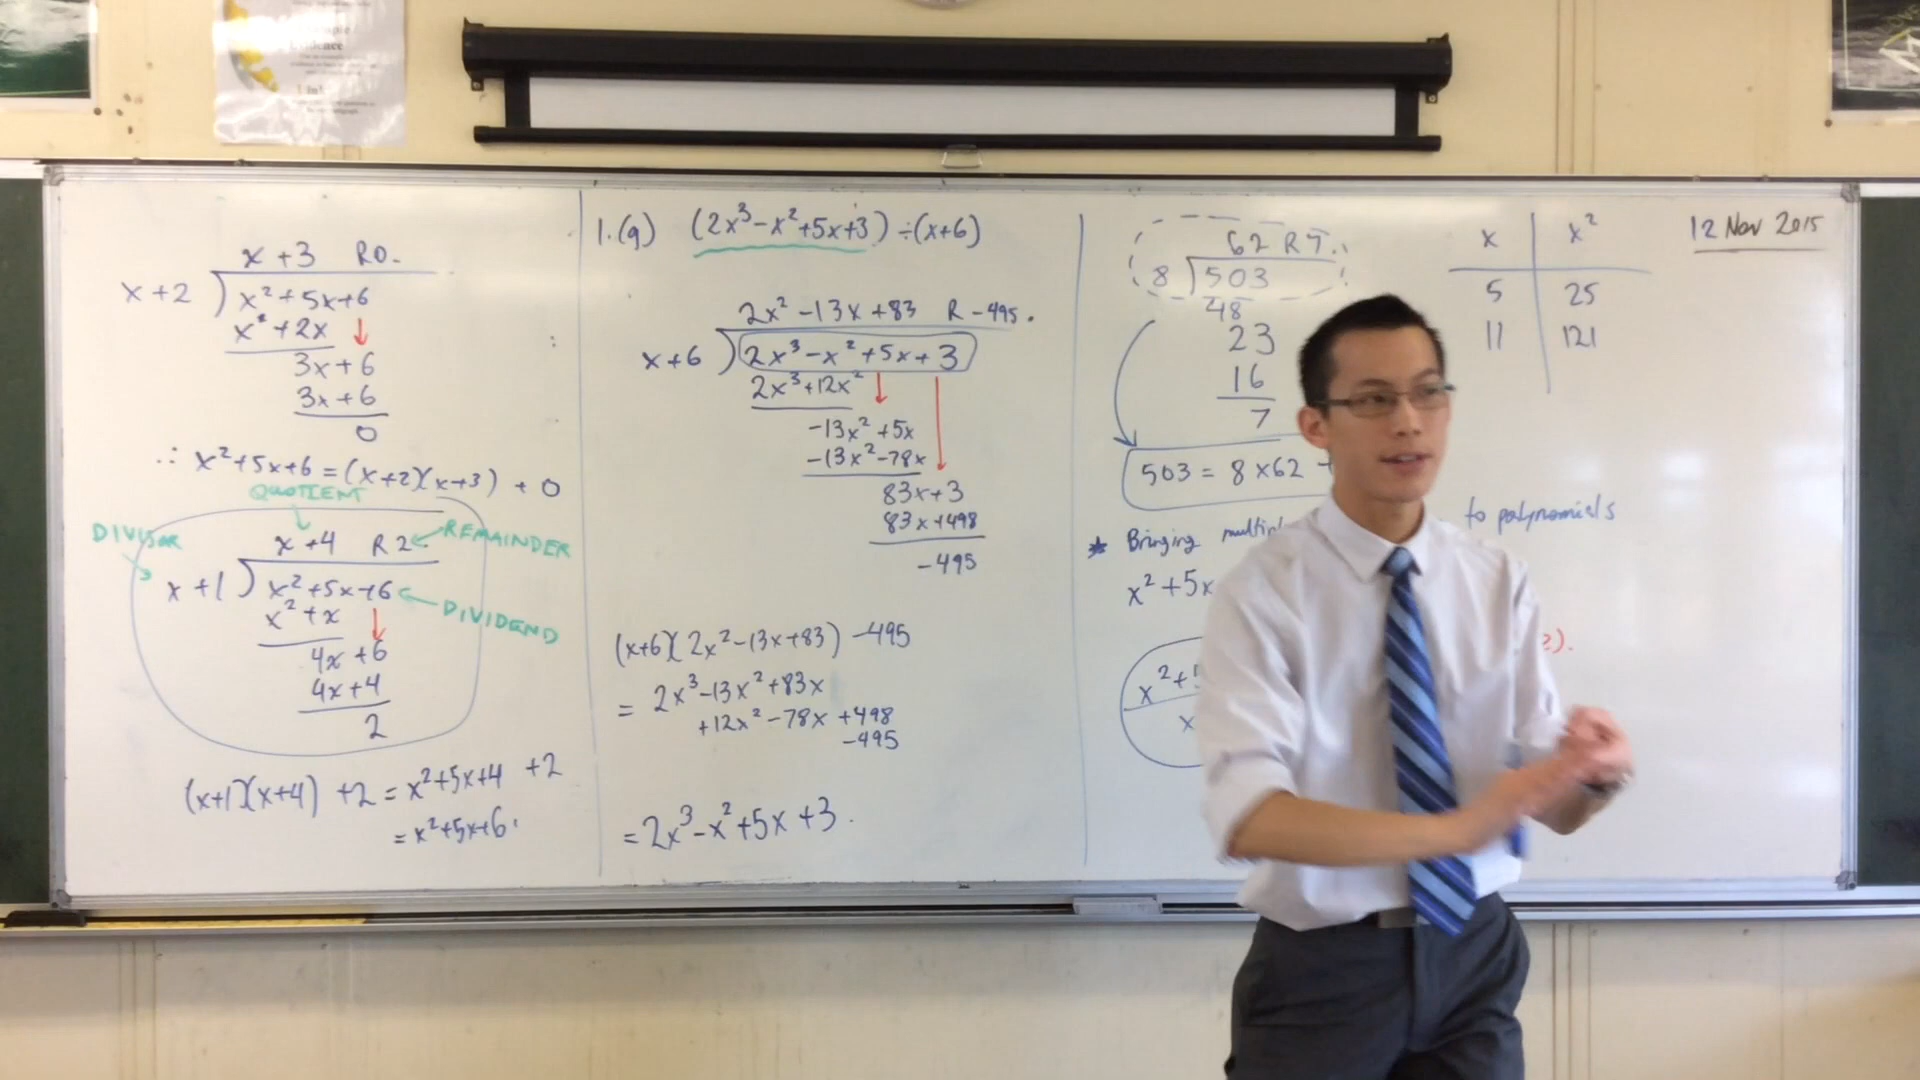 x + 3 R0.
x + 2 ) x² + 5x + 6
x² + 2x
3x + 6
3x + 6
0
∴ x² + 5x + 6 = (x+2)(x+3) + 0
QUOTIENT
DIVISOR
x + 4 R 2
REMAINDER
x + 1 ) x² + 5x + 6
DIVIDEND
x² + x
4x + 6
4x + 4
2
(x+1)(x+4) + 2 = x² + 5x + 4 + 2
= x² + 5x + 6
1.(g) (2x³ - x² + 5x + 3) ÷ (x+6)
2x² - 13x + 83 R - 495.
x + 6 ) 2x³ - x² + 5x + 3
2x³ + 12x²
-13x² + 5x
-13x² - 78x
83x + 3
83x + 498
-495
(x+6)(2x² - 13x + 83) - 495
= 2x³ - 13x² + 83x
+ 12x² - 78x + 498
- 495
= 2x³ - x² + 5x + 3.
62 R 7.
8 ) 503
48
23
16
7
503 = 8 × 62 +
* Bringing to polynomials
x² + 5x
2).
x² + 5
x
x x²
5 25
11 121
12 Nov 2015